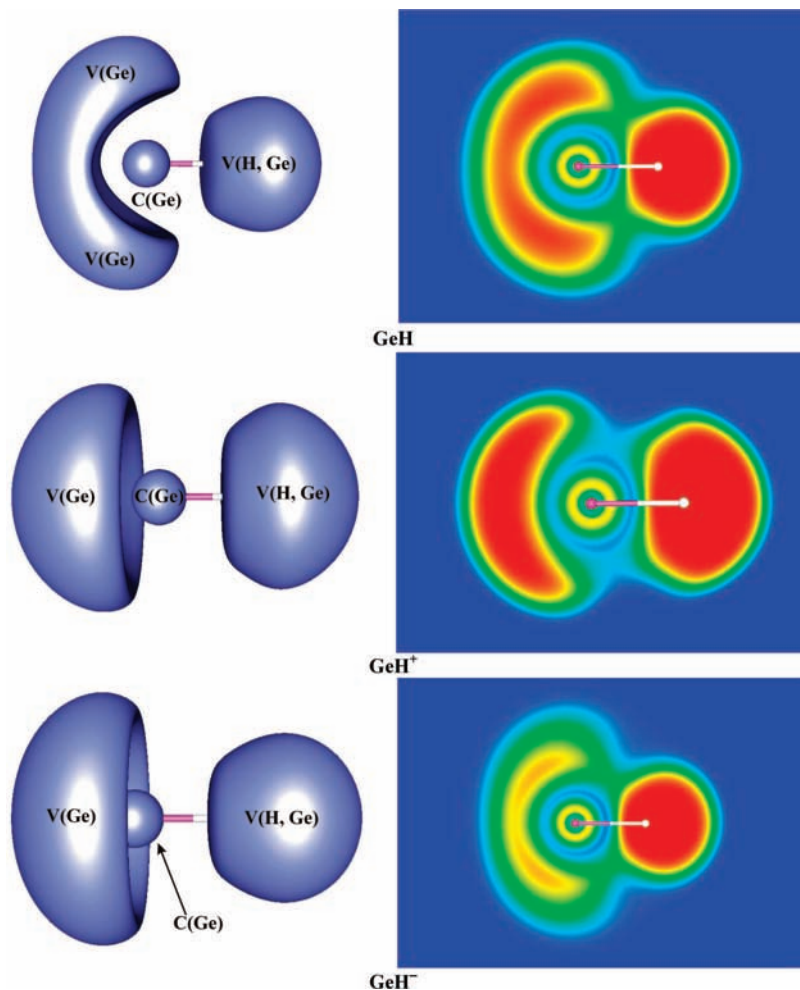 V(Ge)
V(H, Ge)
C(Ge)
V(Ge)
GeH
V(Ge)
C(Ge)
V(H, Ge)
GeH⁺
V(Ge)
V(H, Ge)
C(Ge)
GeH⁻